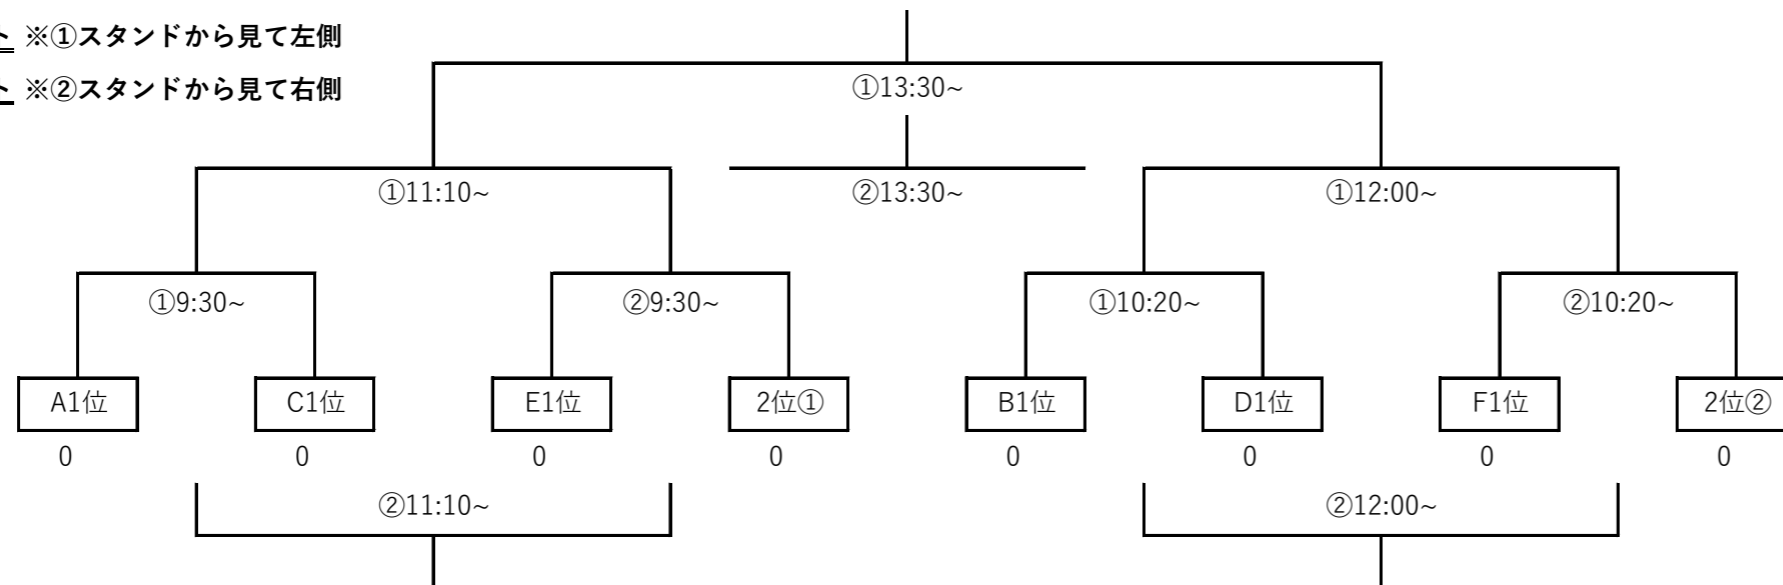 ト ※①スタンドから見て左側
①13:30~
ト ※②スタンドから見て右側
①11:10~
②13:30~
①12:00~
①9:30~
②9:30~
①10:20~
②10:20~
A1位
C1位
E1位
2位①
B1位
D1位
F1位
2位②
0
0
0
0
0
0
0
0
②11:10~
②12:00~